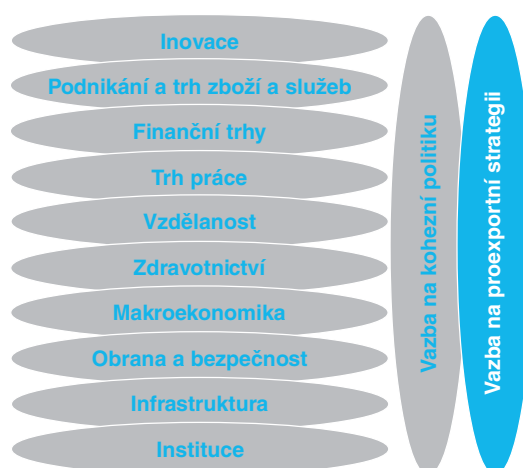 Inovace
Podnikání a trh zboží a služeb
Finanční trhy
Trh práce
Vzdělanost
Zdravotnictví
Makroekonomika
Obrana a bezpečnost
Infrastruktura
Instituce
Vazba na kohezní politiku
Vazba na proexportní strategii